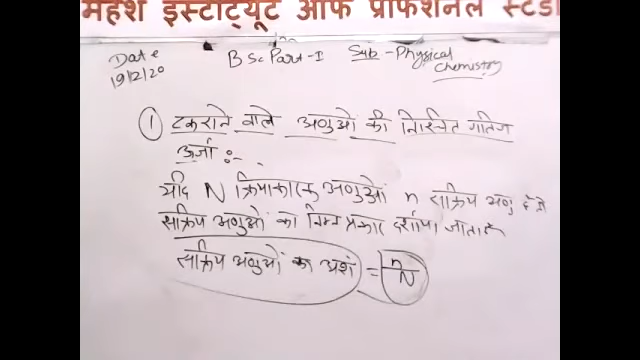 महेश इंस्टीट्यूट ऑफ प्रोफेशनल स्टडी
Date
19/2/20
B Sc Part-I Sub - Physical
Chemistry
① टकराने वाले अणुओं की निश्चित गतिज
ऊर्जा :-
यदि N क्रियाकारक अणुओं n सक्रिय अणु है तो
सक्रिय अणुओं का निम्न प्रकार दर्शाया जाता है
सक्रिय अणुओं का अशं = n/N